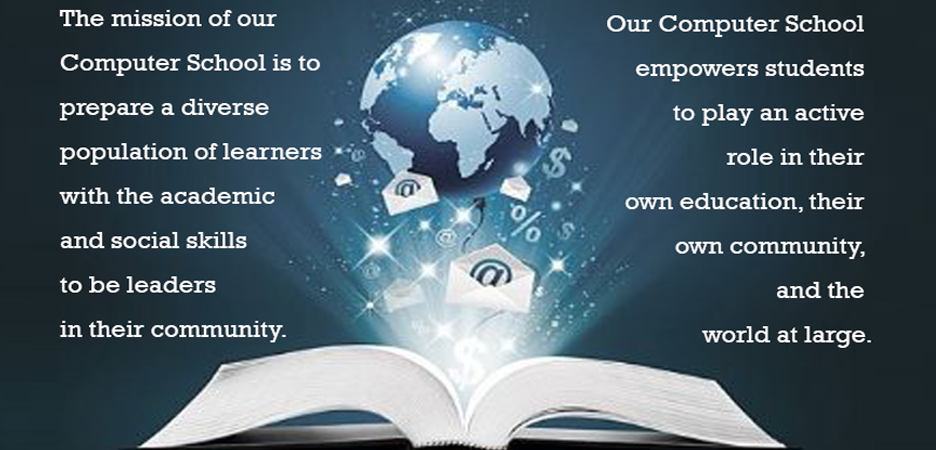 The mission of our
Computer School is to
prepare a diverse
population of learners
with the academic
and social skills
to be leaders
in their community.
Our Computer School
empowers students
to play an active
role in their
own education, their
own community,
and the
world at large.